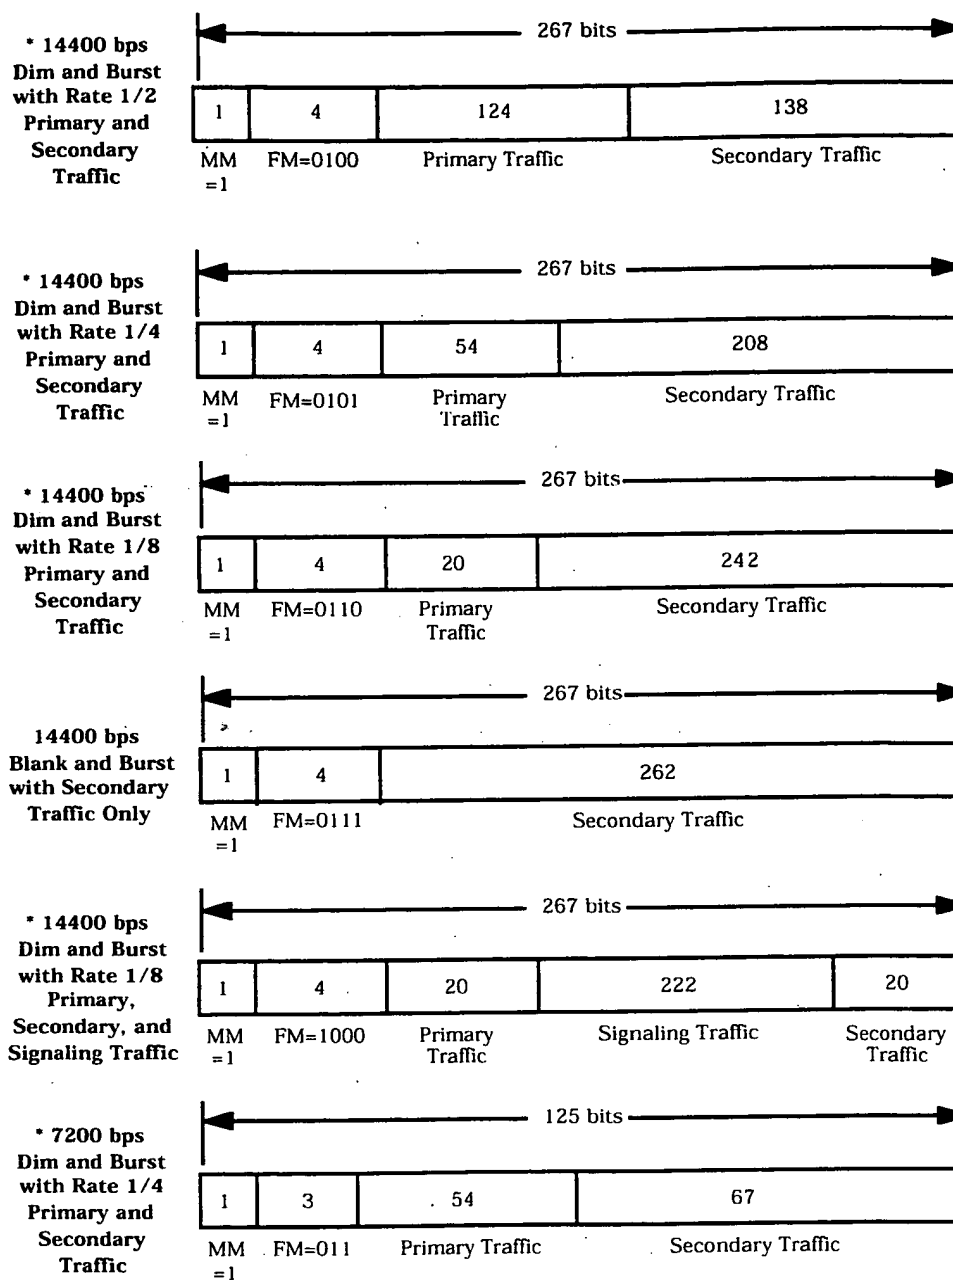 267 bits
* 14400 bps
Dim and Burst
with Rate 1/2
Primary and
Secondary
Traffic
1 4 124 138
MM
=1
FM=0100
Primary Traffic
Secondary Traffic
267 bits
* 14400 bps
Dim and Burst
with Rate 1/4
Primary and
Secondary
Traffic
1 4 54 208
MM
=1
FM=0101
Primary
Traffic
Secondary Traffic
267 bits
* 14400 bps
Dim and Burst
with Rate 1/8
Primary and
Secondary
Traffic
1 4 20 242
MM
=1
FM=0110
Primary
Traffic
Secondary Traffic
267 bits
14400 bps
Blank and Burst
with Secondary
Traffic Only
1 4 262
MM
=1
FM=0111
Secondary Traffic
267 bits
* 14400 bps
Dim and Burst
with Rate 1/8
Primary,
Secondary, and
Signaling Traffic
1 4 20 222 20
MM
=1
FM=1000
Primary
Traffic
Signaling Traffic
Secondary
Traffic
125 bits
* 7200 bps
Dim and Burst
with Rate 1/4
Primary and
Secondary
Traffic
1 3 54 67
MM
=1
FM=011
Primary Traffic
Secondary Traffic